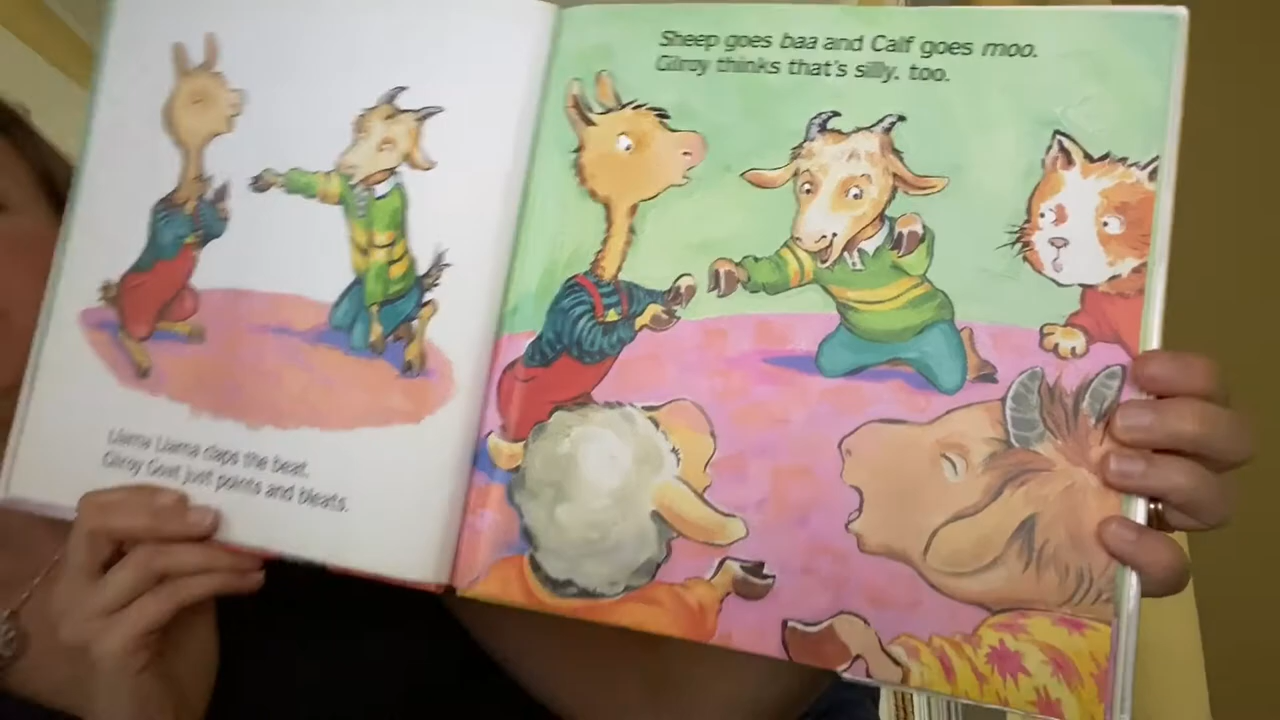 Llama Llama claps the beat.
Gilroy Goat just points and bleats.
Sheep goes baa and Calf goes moo.
Gilroy thinks that's silly, too.